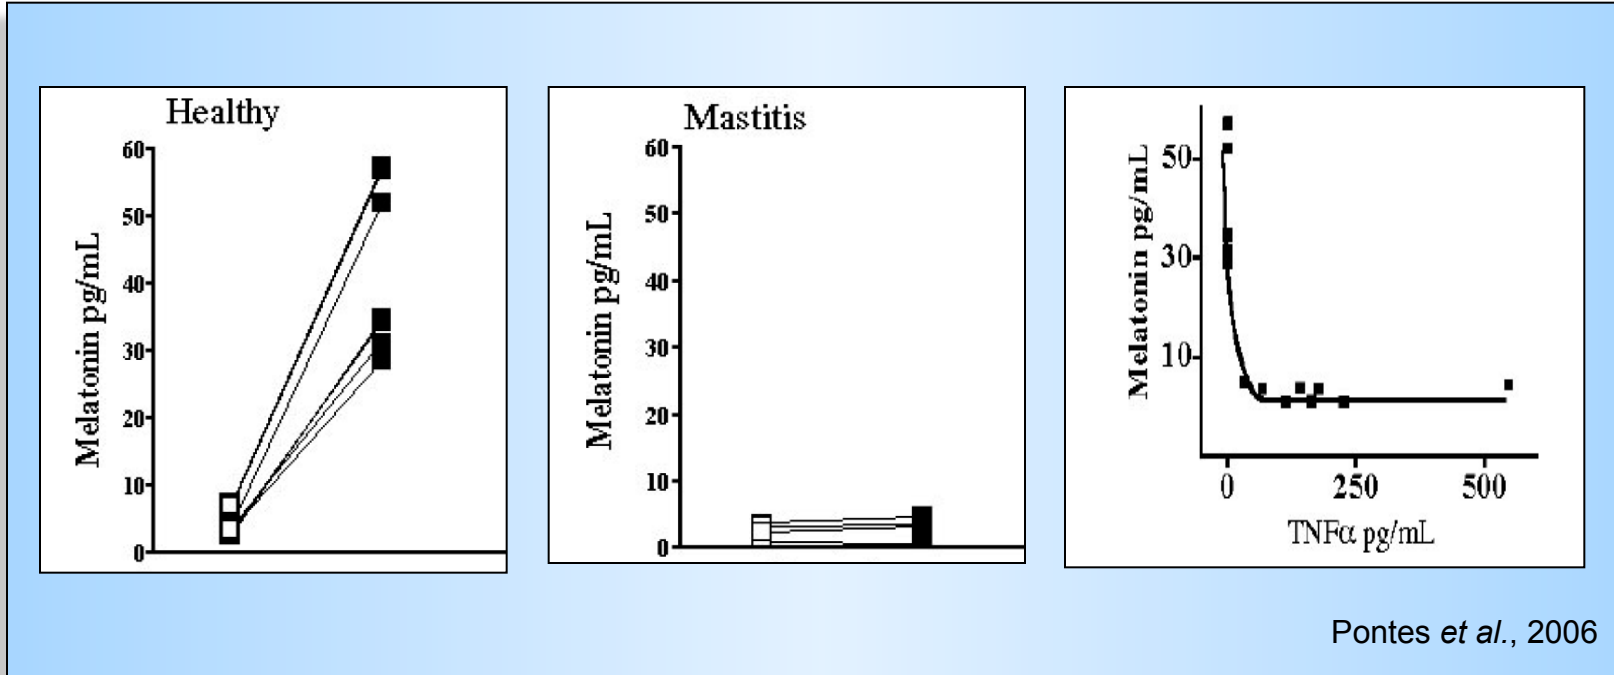 Healthy
Melatonin pg/mL
60
50
40
30
20
10
0
Mastitis
Melatonin pg/mL
60
50
40
30
20
10
0
Melatonin pg/mL
50
30
10
0 250 500
TNFα pg/mL
Pontes et al., 2006